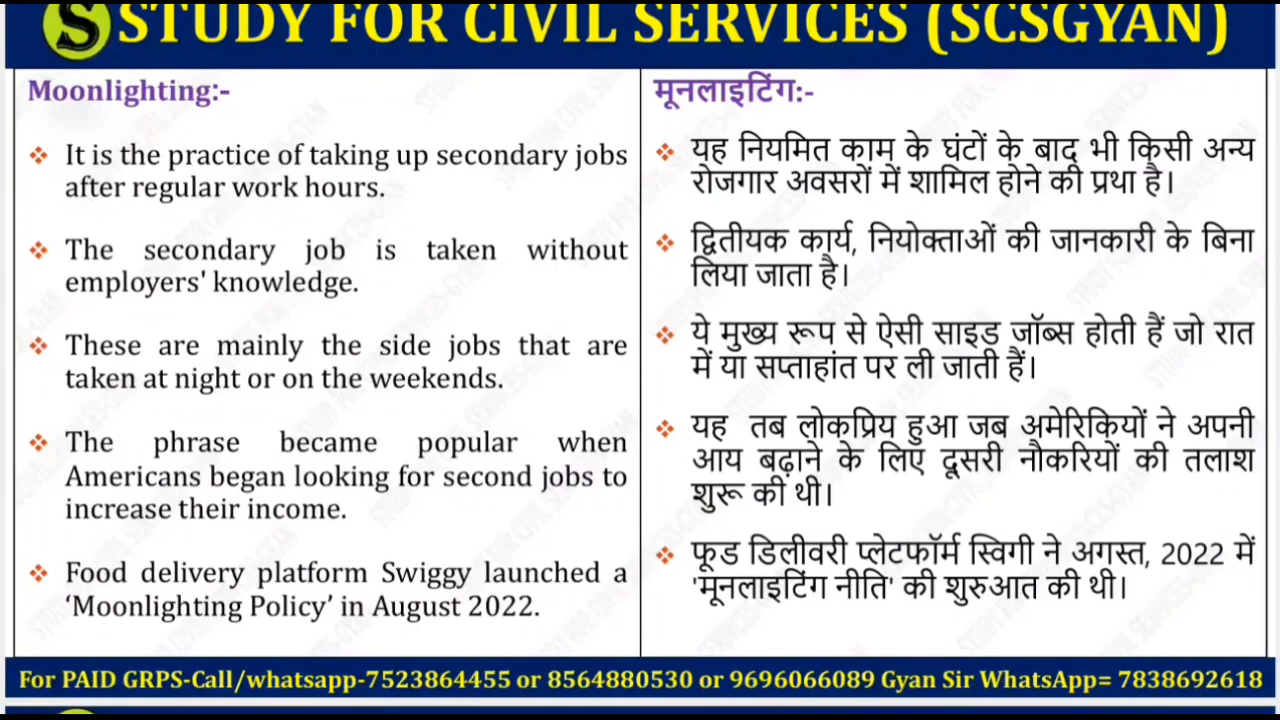 S STUDY FOR CIVIL SERVICES (SCSGYAN)
Moonlighting:-
It is the practice of taking up secondary jobs
after regular work hours.
The secondary job is taken without
employers' knowledge.
These are mainly the side jobs that are
taken at night or on the weekends.
The phrase became popular when
Americans began looking for second jobs to
increase their income.
Food delivery platform Swiggy launched a
‘Moonlighting Policy’ in August 2022.
मूनलाइटिंग:-
यह नियमित काम के घंटों के बाद भी किसी अन्य
रोजगार अवसरों में शामिल होने की प्रथा है।
द्वितीयक कार्य, नियोक्ताओं की जानकारी के बिना
लिया जाता है।
ये मुख्य रूप से ऐसी साइड जॉब्स होती हैं जो रात
में या सप्ताहांत पर ली जाती हैं।
यह तब लोकप्रिय हुआ जब अमेरिकियों ने अपनी
आय बढ़ाने के लिए दूसरी नौकरियों की तलाश
शुरू की थी।
फूड डिलीवरी प्लेटफॉर्म स्विगी ने अगस्त, 2022 में
'मूनलाइटिंग नीति' की शुरुआत की थी।
For PAID GRPS-Call/whatsapp-7523864455 or 8564880530 or 9696066089 Gyan Sir WhatsApp= 7838692618